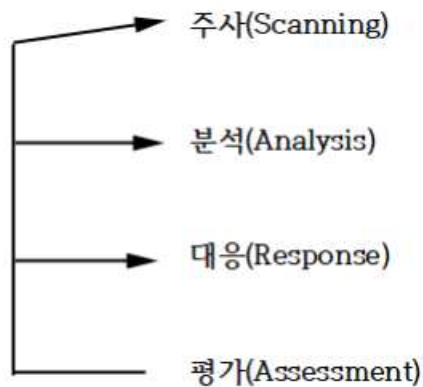 주사(Scanning)
분석(Analysis)
대응(Response)
평가(Assessment)